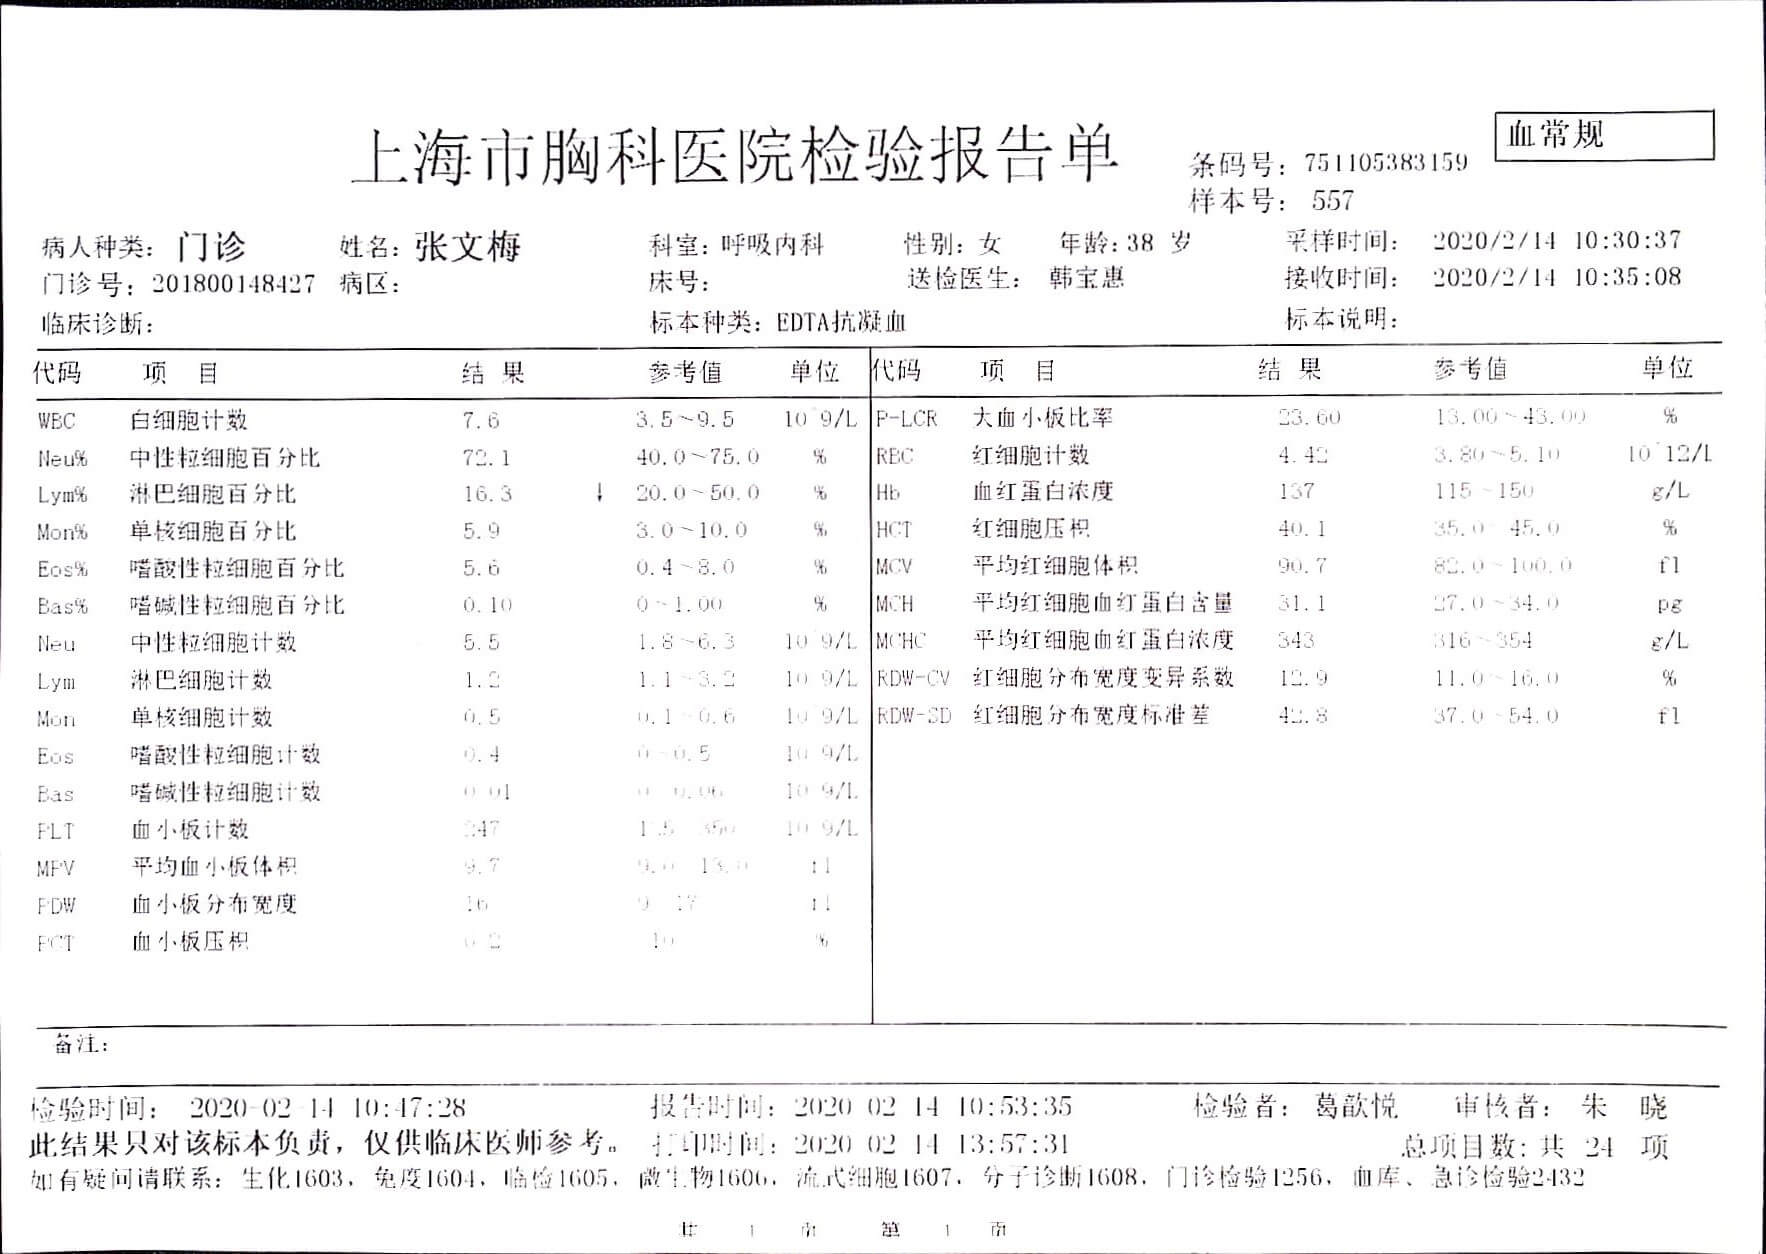 上海市胸科医院检验报告单
血常规
条码号：751105383159
样本号：557
病人种类：门诊 姓名：张文梅 科室：呼吸内科 性别：女 年龄：38 岁 采样时间：2020/2/14 10:30:37
门诊号：201800148427 病区： 床号： 送检医生：韩宝惠 接收时间：2020/2/14 10:35:08
临床诊断： 标本种类：EDTA抗凝血 标本说明：
代码 项 目 结 果 参考值 单位 代码 项 目 结 果 参考值 单位
WBC 白细胞计数 7.6 3.5~9.5 10^9/L P-LCR 大血小板比率 23.60 13.00~43.00 %
Neu% 中性粒细胞百分比 72.1 40.0~75.0 % RBC 红细胞计数 4.42 3.80~5.10 10^12/L
Lym% 淋巴细胞百分比 16.3 ↓ 20.0~50.0 % Hb 血红蛋白浓度 137 115~150 g/L
Mon% 单核细胞百分比 5.9 3.0~10.0 % HCT 红细胞压积 40.1 35.0~45.0 %
Eos% 嗜酸性粒细胞百分比 5.6 0.4~8.0 % MCV 平均红细胞体积 90.7 82.0~100.0 fl
Bas% 嗜碱性粒细胞百分比 0.10 0~1.00 % MCH 平均红细胞血红蛋白含量 31.1 27.0~34.0 pg
Neu 中性粒细胞计数 5.5 1.8~6.3 10^9/L MCHC 平均红细胞血红蛋白浓度 343 316~354 g/L
Lym 淋巴细胞计数 1.2 1.1~3.2 10^9/L RDW-CV 红细胞分布宽度变异系数 12.9 11.0~16.0 %
Mon 单核细胞计数 0.5 0.1~0.6 10^9/L RDW-SD 红细胞分布宽度标准差 42.8 37.0~54.0 fl
Eos 嗜酸性粒细胞计数 0.4 0~0.5 10^9/L
Bas 嗜碱性粒细胞计数 0.01 0~0.06 10^9/L
PLT 血小板计数 247 10^9/L
MPV 平均血小板体积 9.7 9.0~13.0 fl
PDW 血小板分布宽度 16 9~17 fl
PCT 血小板压积 0.2 %
备注：
检验时间：2020-02-14 10:47:28 报告时间：2020-02-14 10:53:35 检验者：葛歆悦 审核者：朱 晓
此结果只对该标本负责，仅供临床医师参考。 打印时间：2020-02-14 13:57:31 总项目数：共 24 项
如有疑问请联系：生化1603，免疫1604，临检1605，微生物1606，流式细胞1607，分子诊断1608，门诊检验1256，血库、急诊检验2432
共 1 页 第 1 页